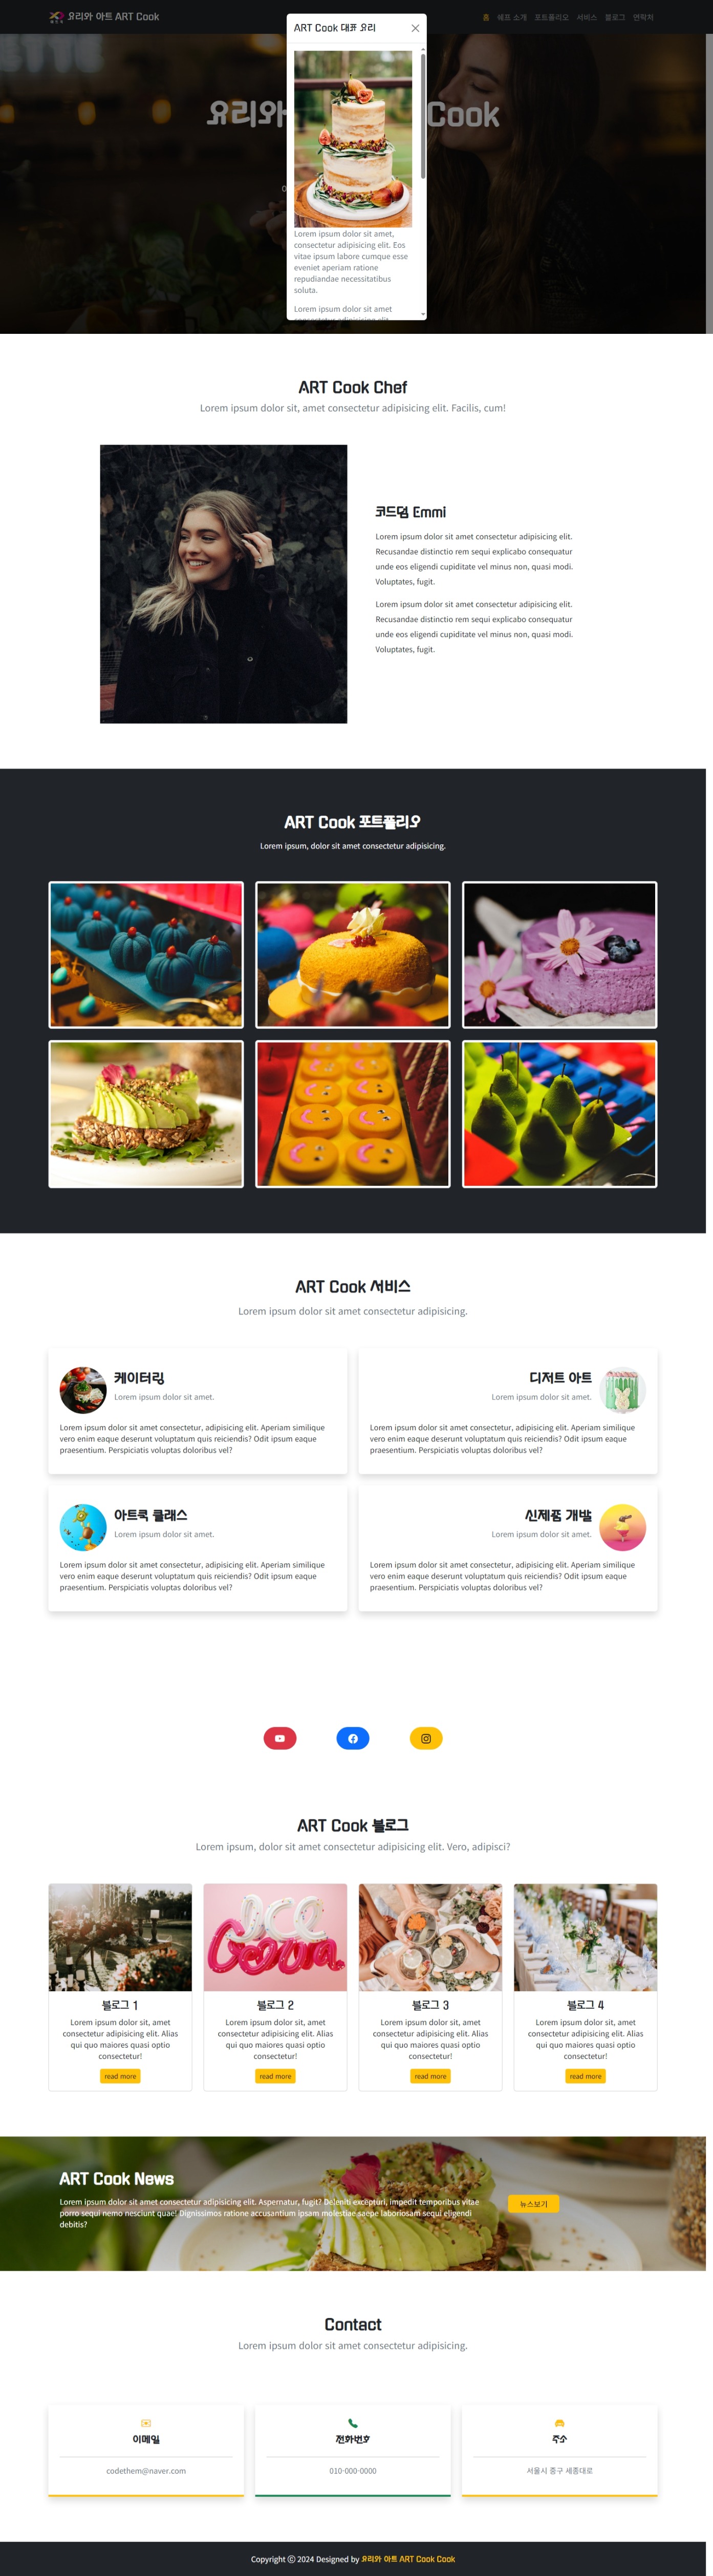 요리와 아트 ART Cook
홈 쉐프 소개 포트폴리오 서비스 블로그 연락처
ART Cook 대표 요리
요리와
Cook
Lorem ipsum dolor sit amet,
consectetur adipisicing elit. Eos
vitae ipsum labore cumque esse
eveniet aperiam ratione
repudiandae necessitatibus
soluta.
Lorem ipsum dolor sit amet
consectetur adipisicing elit.
ART Cook Chef
Lorem ipsum dolor sit, amet consectetur adipisicing elit. Facilis, cum!
코드뎀 Emmi
Lorem ipsum dolor sit amet consectetur adipisicing elit.
Recusandae distinctio rem sequi explicabo consequatur
unde eos eligendi cupiditate vel minus non, quasi modi.
Voluptates, fugit.
Lorem ipsum dolor sit amet consectetur adipisicing elit.
Recusandae distinctio rem sequi explicabo consequatur
unde eos eligendi cupiditate vel minus non, quasi modi.
Voluptates, fugit.
ART Cook 포트폴리오
Lorem ipsum, dolor sit amet consectetur adipisicing.
ART Cook 서비스
Lorem ipsum dolor sit amet consectetur adipisicing.
케이터링
Lorem ipsum dolor sit amet.
Lorem ipsum dolor sit amet consectetur, adipisicing elit. Aperiam similique
vero enim eaque deserunt voluptatum quis reiciendis? Odit ipsum eaque
praesentium. Perspiciatis voluptas doloribus vel?
디저트 아트
Lorem ipsum dolor sit amet.
Lorem ipsum dolor sit amet consectetur, adipisicing elit. Aperiam similique
vero enim eaque deserunt voluptatum quis reiciendis? Odit ipsum eaque
praesentium. Perspiciatis voluptas doloribus vel?
아트쿡 클래스
Lorem ipsum dolor sit amet.
Lorem ipsum dolor sit amet consectetur, adipisicing elit. Aperiam similique
vero enim eaque deserunt voluptatum quis reiciendis? Odit ipsum eaque
praesentium. Perspiciatis voluptas doloribus vel?
신제품 개발
Lorem ipsum dolor sit amet.
Lorem ipsum dolor sit amet consectetur, adipisicing elit. Aperiam similique
vero enim eaque deserunt voluptatum quis reiciendis? Odit ipsum eaque
praesentium. Perspiciatis voluptas doloribus vel?
ART Cook 블로그
Lorem ipsum, dolor sit amet consectetur adipisicing elit. Vero, adipisci?
블로그 1
Lorem ipsum dolor sit, amet
consectetur adipisicing elit. Alias
qui quo maiores quasi optio
consectetur!
read more
블로그 2
Lorem ipsum dolor sit, amet
consectetur adipisicing elit. Alias
qui quo maiores quasi optio
consectetur!
read more
블로그 3
Lorem ipsum dolor sit, amet
consectetur adipisicing elit. Alias
qui quo maiores quasi optio
consectetur!
read more
블로그 4
Lorem ipsum dolor sit, amet
consectetur adipisicing elit. Alias
qui quo maiores quasi optio
consectetur!
read more
ART Cook News
Lorem ipsum dolor sit amet consectetur adipisicing elit. Aspernatur, fugit? Deleniti excepturi, impedit temporibus vitae
porro sequi nemo nesciunt quae! Dignissimos ratione accusantium ipsam molestiae saepe laboriosam sequi eligendi
debitis?
뉴스보기
Contact
Lorem ipsum dolor sit amet consectetur adipisicing.
이메일
codethem@naver.com
전화번호
010-000-0000
주소
서울시 중구 세종대로
Copyright ⓒ 2024 Designed by 요리와 아트 ART Cook Cook